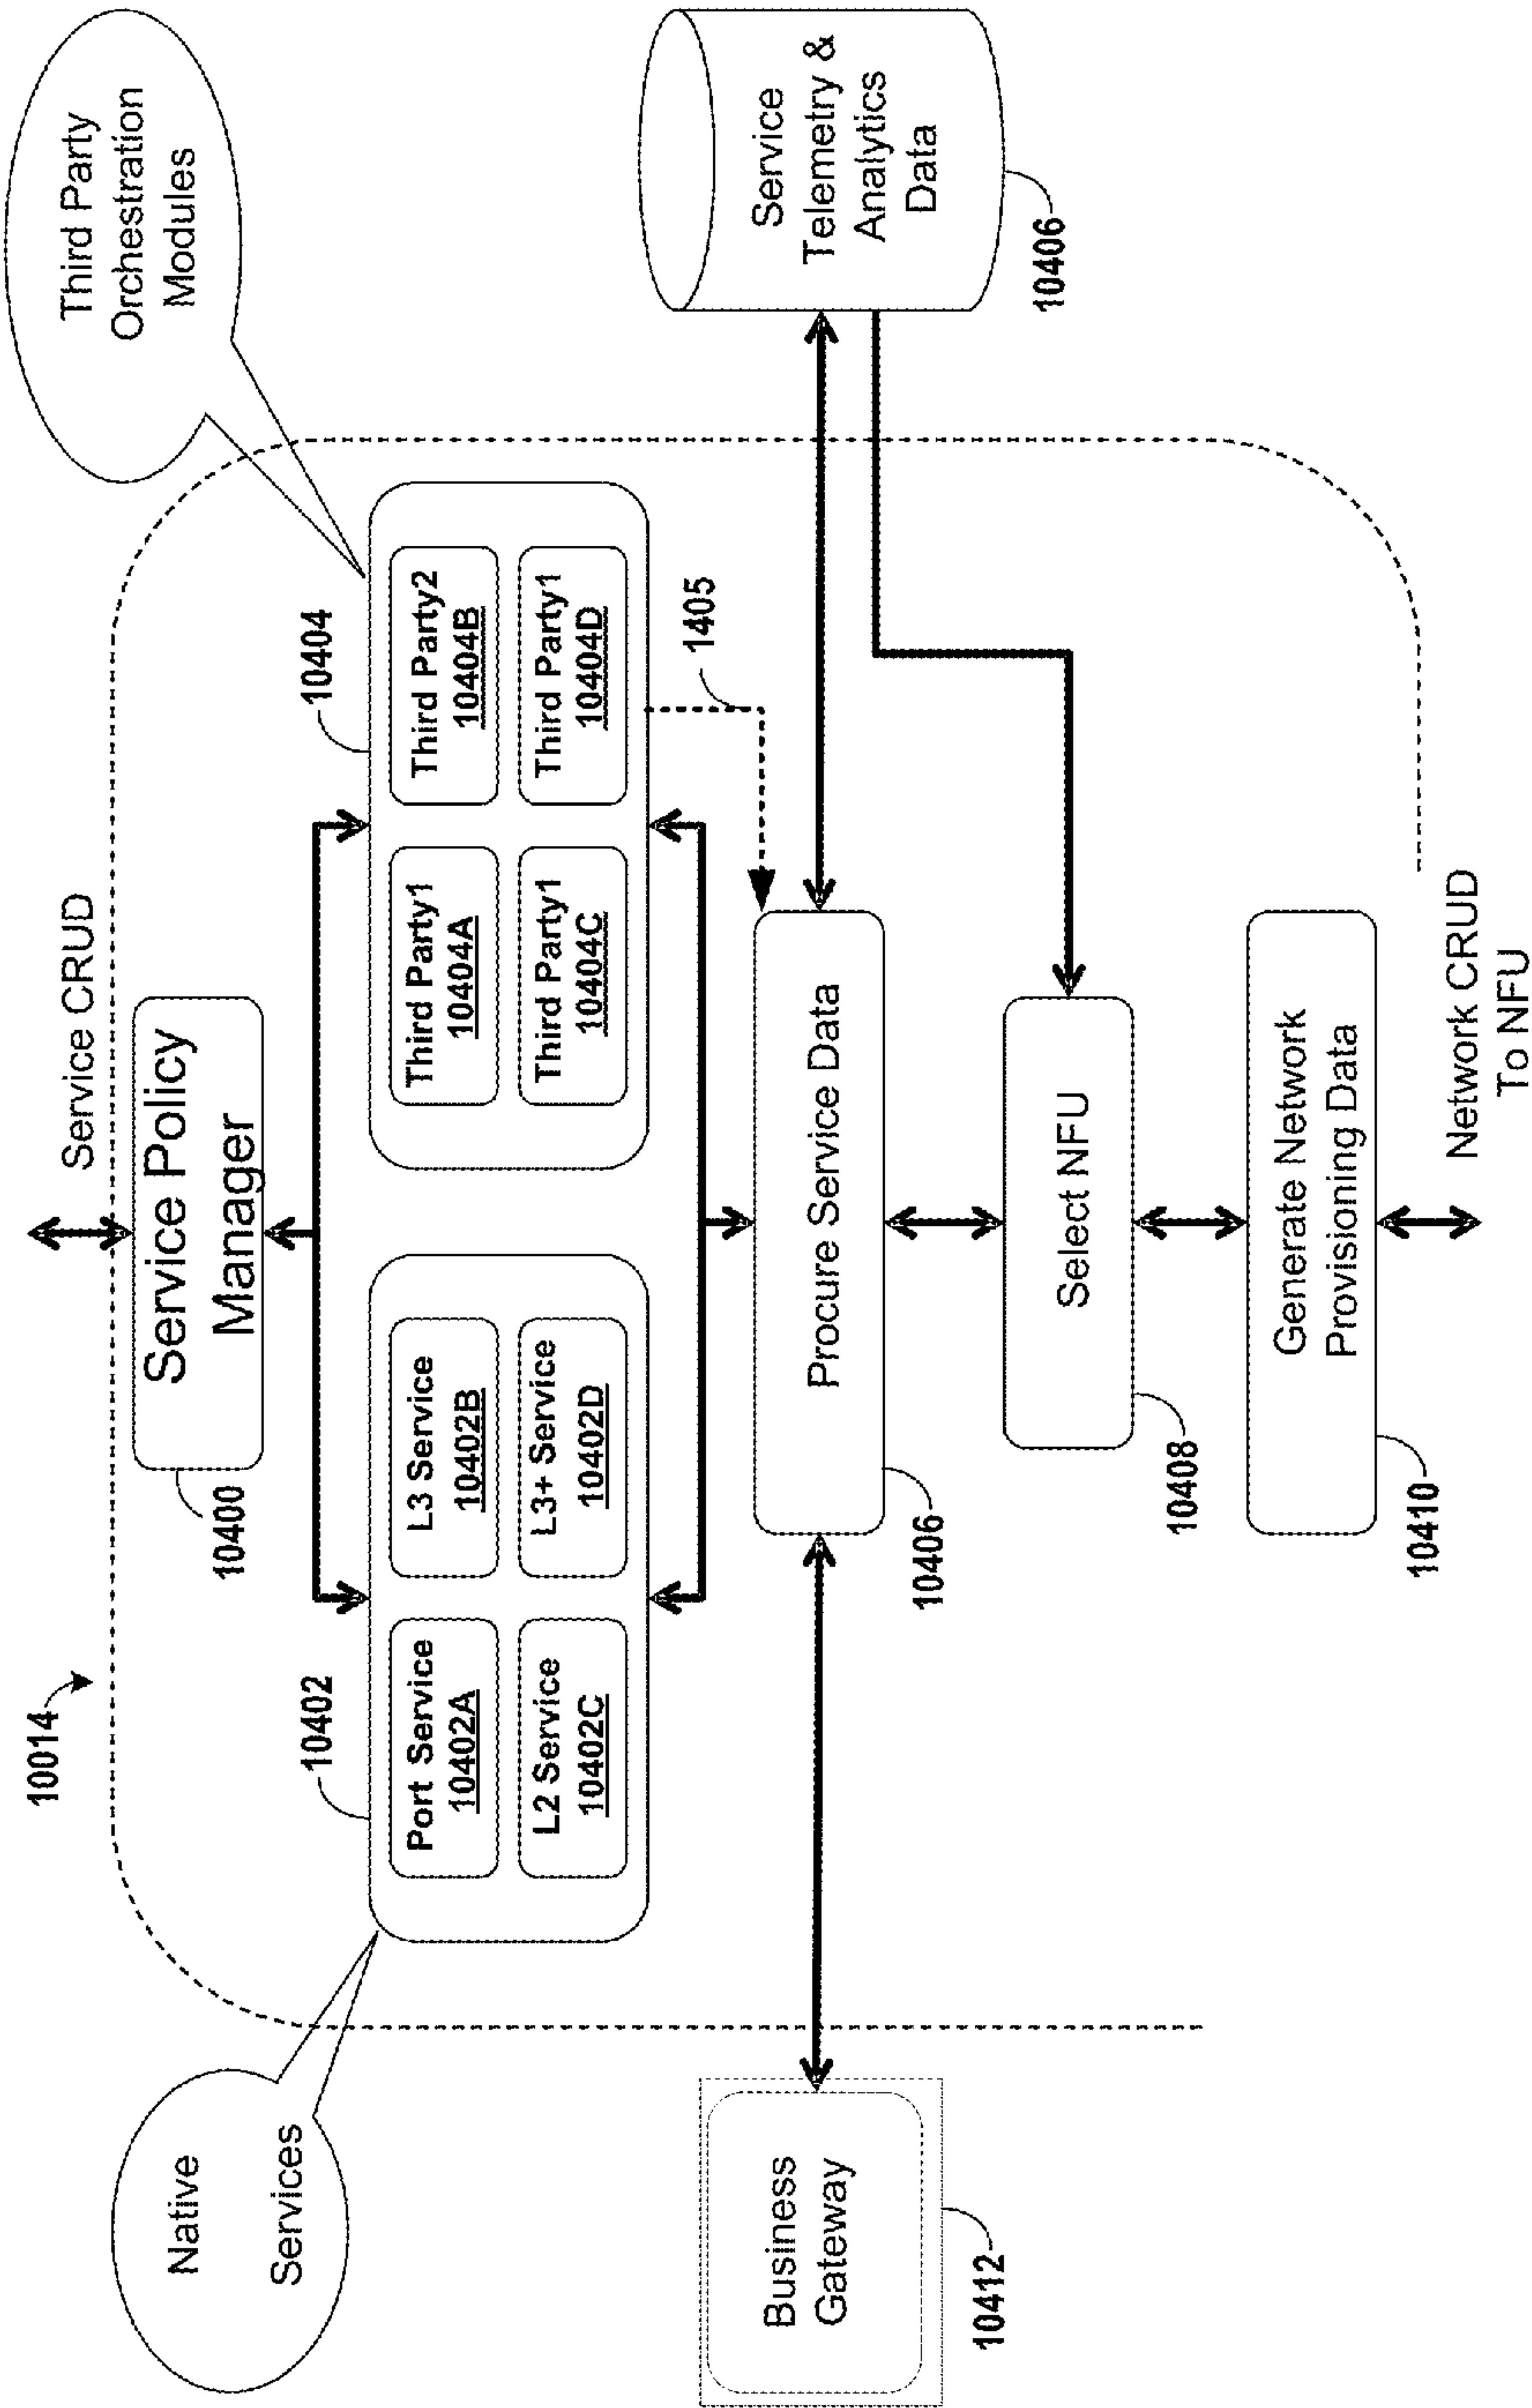 10014
Service CRUD
Third Party
Orchestration
Modules
Native
Services
Service Policy
Manager
10400
10402
10404
Port Service
10402A
L3 Service
10402B
L2 Service
10402C
L3+ Service
10402D
Third Party1
10404A
Third Party2
10404B
Third Party1
10404C
Third Party1
10404D
1405
Business
Gateway
10412
Procure Service Data
10406
Service
Telemetry &
Analytics
Data
10406
Select NFU
10408
Generate Network
Provisioning Data
10410
Network CRUD
To NFU